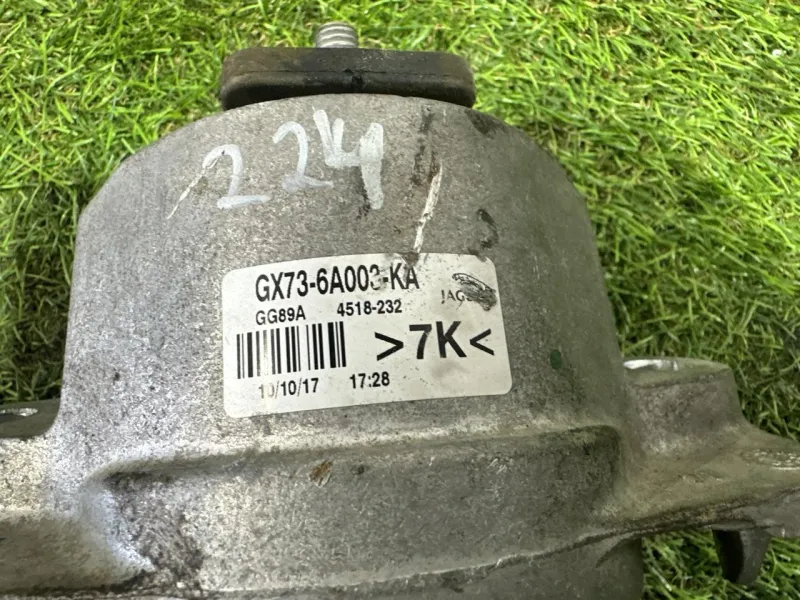 224
GX73-6A003-KA
GG89A 4518-232
>7K<
10/10/17 17:28